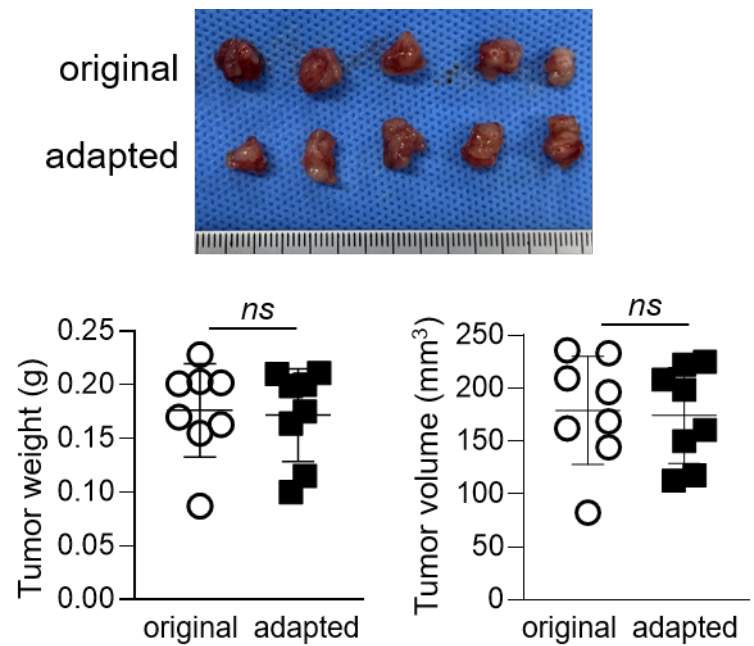 original
adapted
ns
Tumor weight (g)
0.25
0.20
0.15
0.10
0.05
0.00
original adapted
ns
Tumor volume (mm³)
250
200
150
100
50
0
original adapted